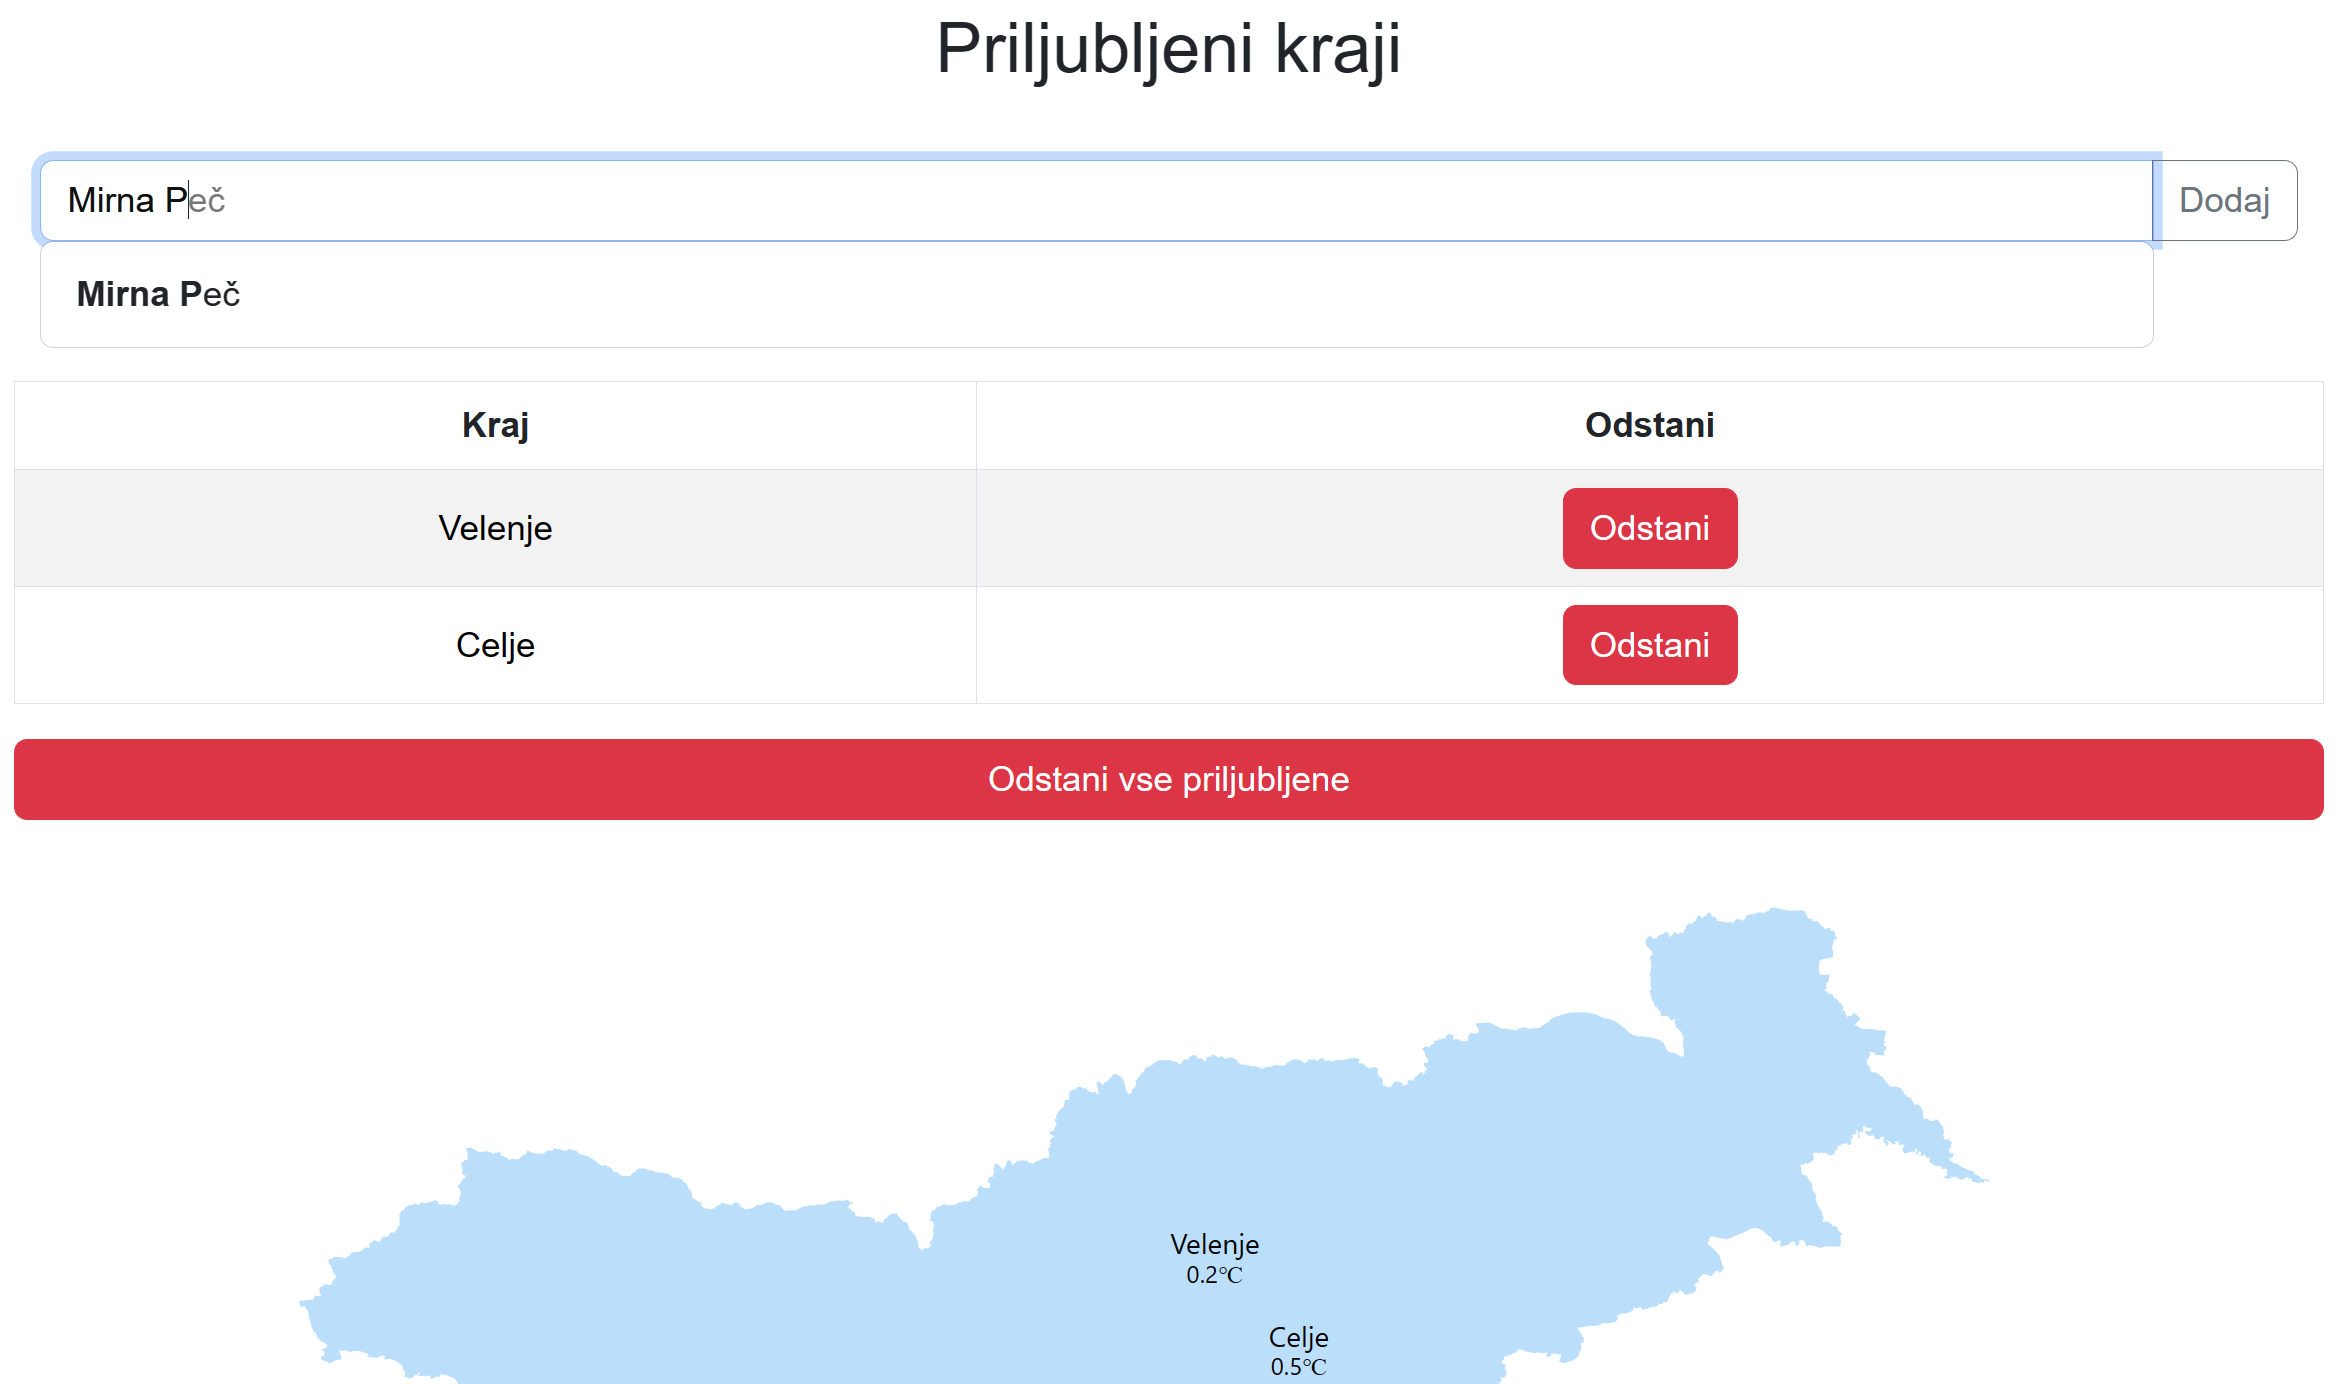 Priljubljeni kraji
Mirna Peč
Dodaj
Mirna Peč
Kraj
Odstani
Velenje
Odstani
Celje
Odstani
Odstani vse priljubljene
Velenje
0.2°C
Celje
0.5°C